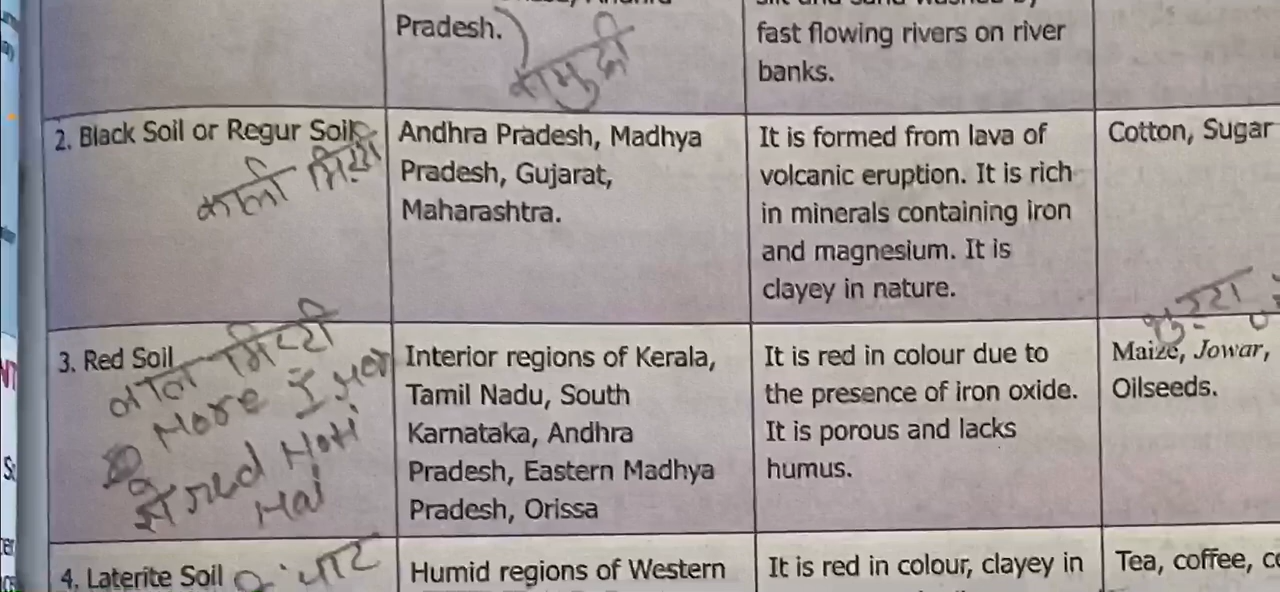 Pradesh.
fast flowing rivers on river
banks.
2. Black Soil or Regur Soil
काली मिट्टी
Andhra Pradesh, Madhya
Pradesh, Gujarat,
Maharashtra.
It is formed from lava of
volcanic eruption. It is rich
in minerals containing iron
and magnesium. It is
clayey in nature.
Cotton, Sugar
3. Red Soil
लाल मिट्टी
More Iron
red Hoti
Hai
Interior regions of Kerala,
Tamil Nadu, South
Karnataka, Andhra
Pradesh, Eastern Madhya
Pradesh, Orissa
It is red in colour due to
the presence of iron oxide.
It is porous and lacks
humus.
Maize, Jowar,
Oilseeds.
4. Laterite Soil
Humid regions of Western
It is red in colour, clayey in
Tea, coffee,